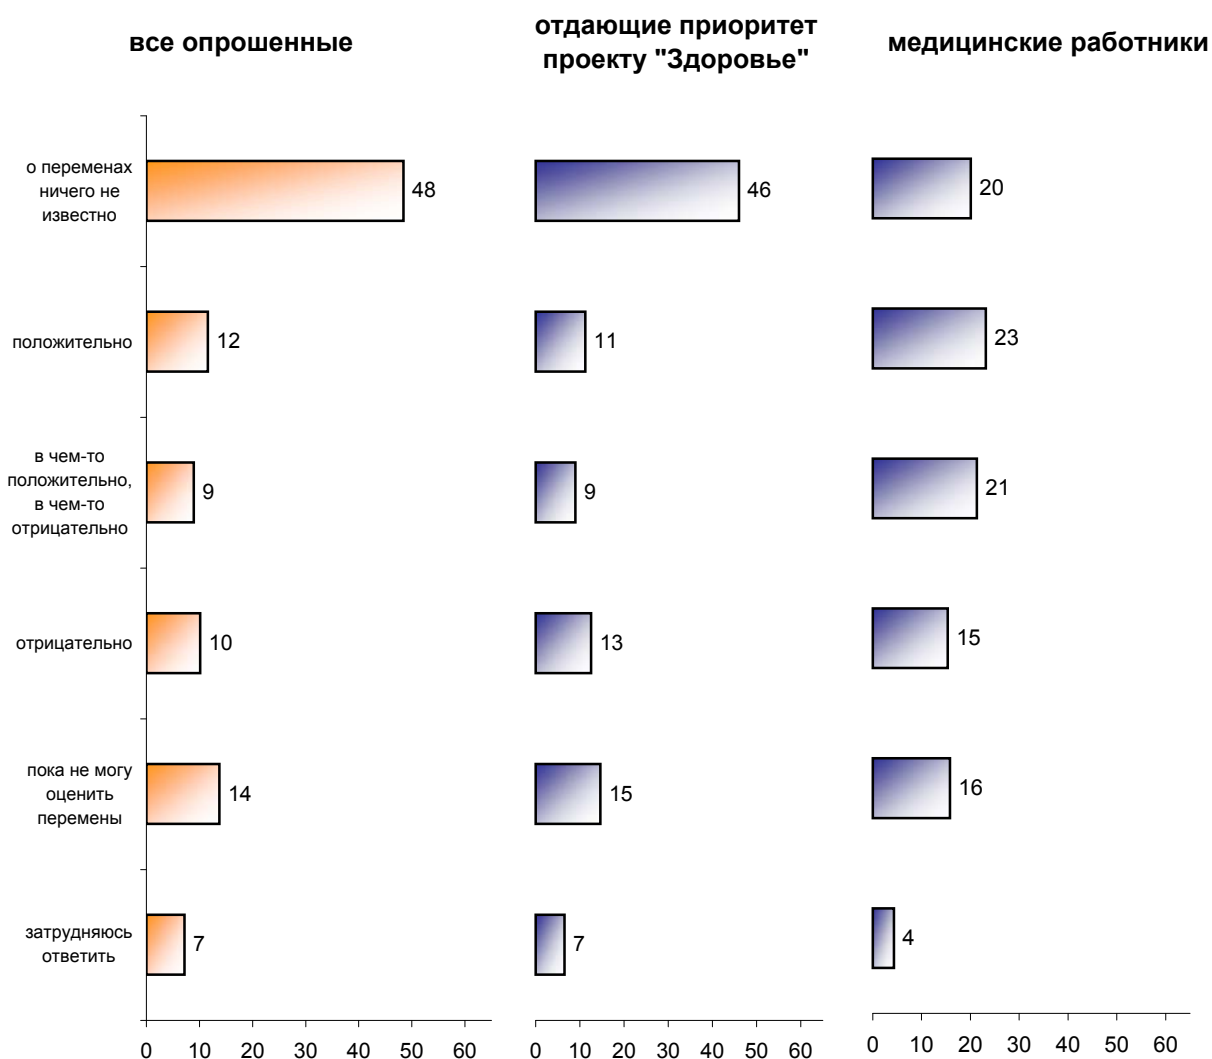 все опрошенные
отдающие приоритет
проекту "Здоровье"
медицинские работники
о переменах
ничего не
известно
48
46
20
положительно
12
11
23
в чем-то
положительно,
в чем-то
отрицательно
9
9
21
отрицательно
10
13
15
пока не могу
оценить
перемены
14
15
16
затрудняюсь
ответить
7
7
4
0 10 20 30 40 50 60
0 10 20 30 40 50 60
0 10 20 30 40 50 60